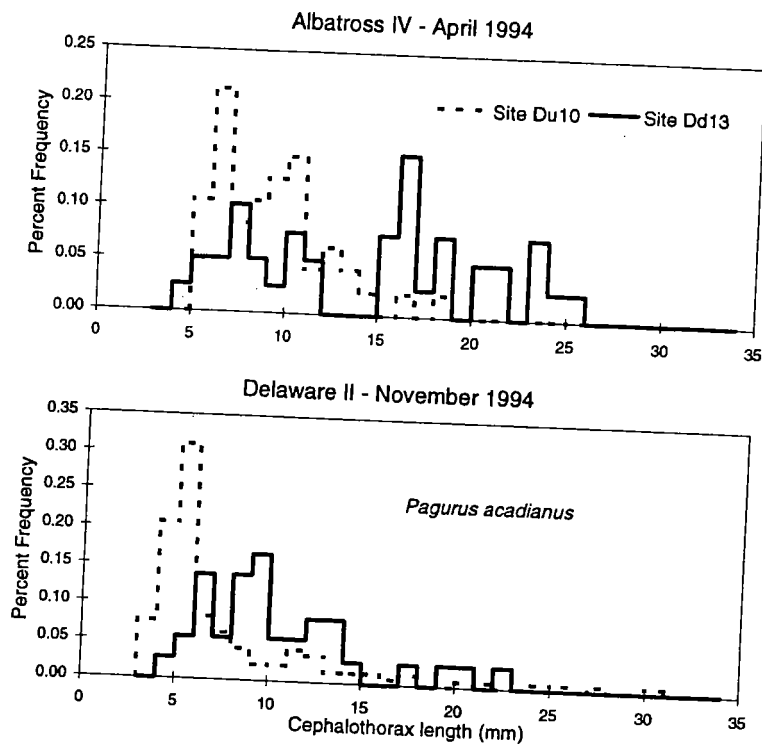 Albatross IV - April 1994
0.25
0.20
0.15
0.10
0.05
0.00
Percent Frequency
Site Du10 Site Dd13
0 5 10 15 20 25 30 35
Delaware II - November 1994
0.35
0.30
0.25
0.20
0.15
0.10
0.05
0.00
Percent Frequency
Pagurus acadianus
0 5 10 15 20 25 30 35
Cephalothorax length (mm)